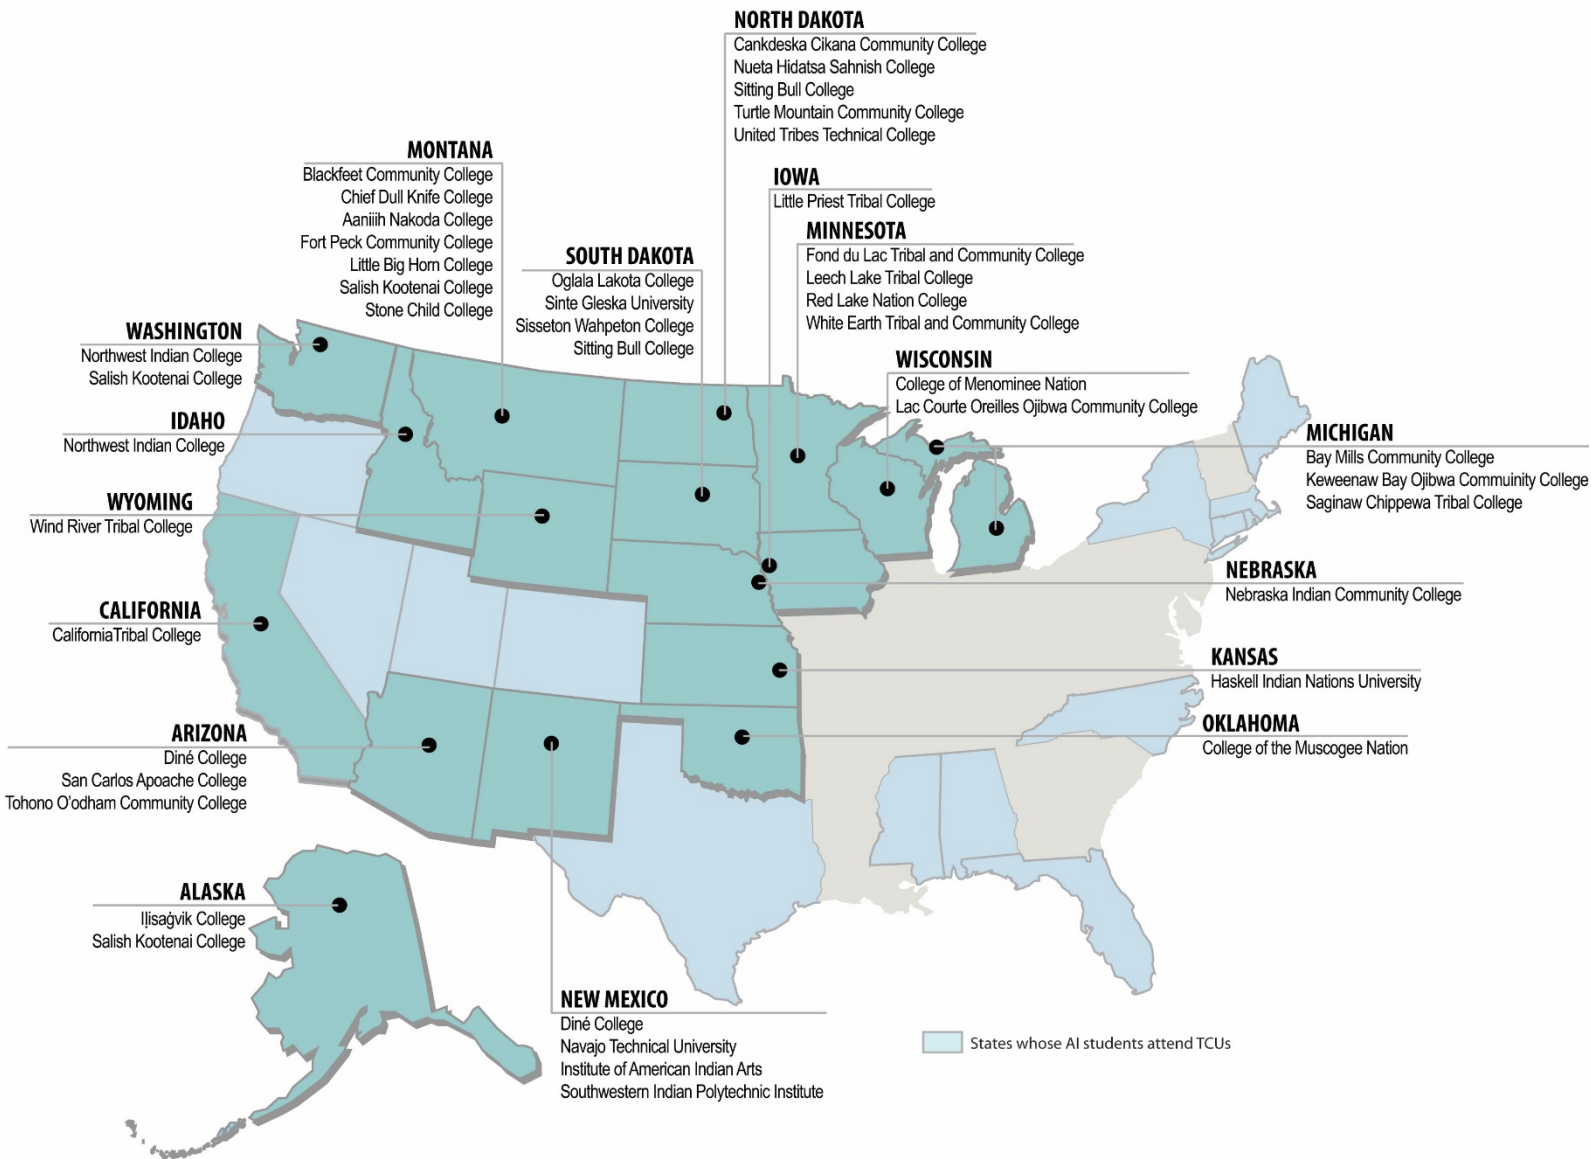 NORTH DAKOTA
Cankdeska Cikana Community College
Nueta Hidatsa Sahnish College
Sitting Bull College
Turtle Mountain Community College
United Tribes Technical College
MONTANA
Blackfeet Community College
Chief Dull Knife College
Aaniiih Nakoda College
Fort Peck Community College
Little Big Horn College
Salish Kootenai College
Stone Child College
IOWA
Little Priest Tribal College
MINNESOTA
Fond du Lac Tribal and Community College
Leech Lake Tribal College
Red Lake Nation College
White Earth Tribal and Community College
SOUTH DAKOTA
Oglala Lakota College
Sinte Gleska University
Sisseton Wahpeton College
Sitting Bull College
WASHINGTON
Northwest Indian College
Salish Kootenai College
WISCONSIN
College of Menominee Nation
Lac Courte Oreilles Ojibwa Community College
IDAHO
Northwest Indian College
MICHIGAN
Bay Mills Community College
Keweenaw Bay Ojibwa Commuinity College
Saginaw Chippewa Tribal College
WYOMING
Wind River Tribal College
NEBRASKA
Nebraska Indian Community College
CALIFORNIA
CaliforniaTribal College
KANSAS
Haskell Indian Nations University
OKLAHOMA
College of the Muscogee Nation
ARIZONA
Diné College
San Carlos Apoache College
Tohono O'odham Community College
ALASKA
Iḷisaġvik College
Salish Kootenai College
NEW MEXICO
Diné College
Navajo Technical University
Institute of American Indian Arts
Southwestern Indian Polytechnic Institute
States whose AI students attend TCUs